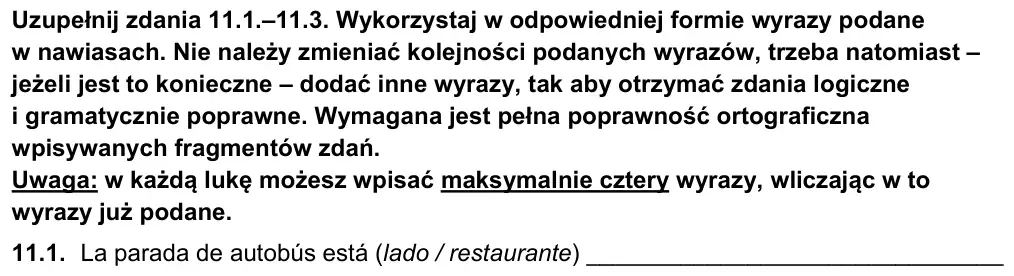 Uzupełnij zdania 11.1.–11.3. Wykorzystaj w odpowiedniej formie wyrazy podane
w nawiasach. Nie należy zmieniać kolejności podanych wyrazów, trzeba natomiast –
jeżeli jest to konieczne – dodać inne wyrazy, tak aby otrzymać zdania logiczne
i gramatycznie poprawne. Wymagana jest pełna poprawność ortograficzna
wpisywanych fragmentów zdań.
Uwaga: w każdą lukę możesz wpisać maksymalnie cztery wyrazy, wliczając w to
wyrazy już podane.
11.1. La parada de autobús está (lado / restaurante) ______________________________